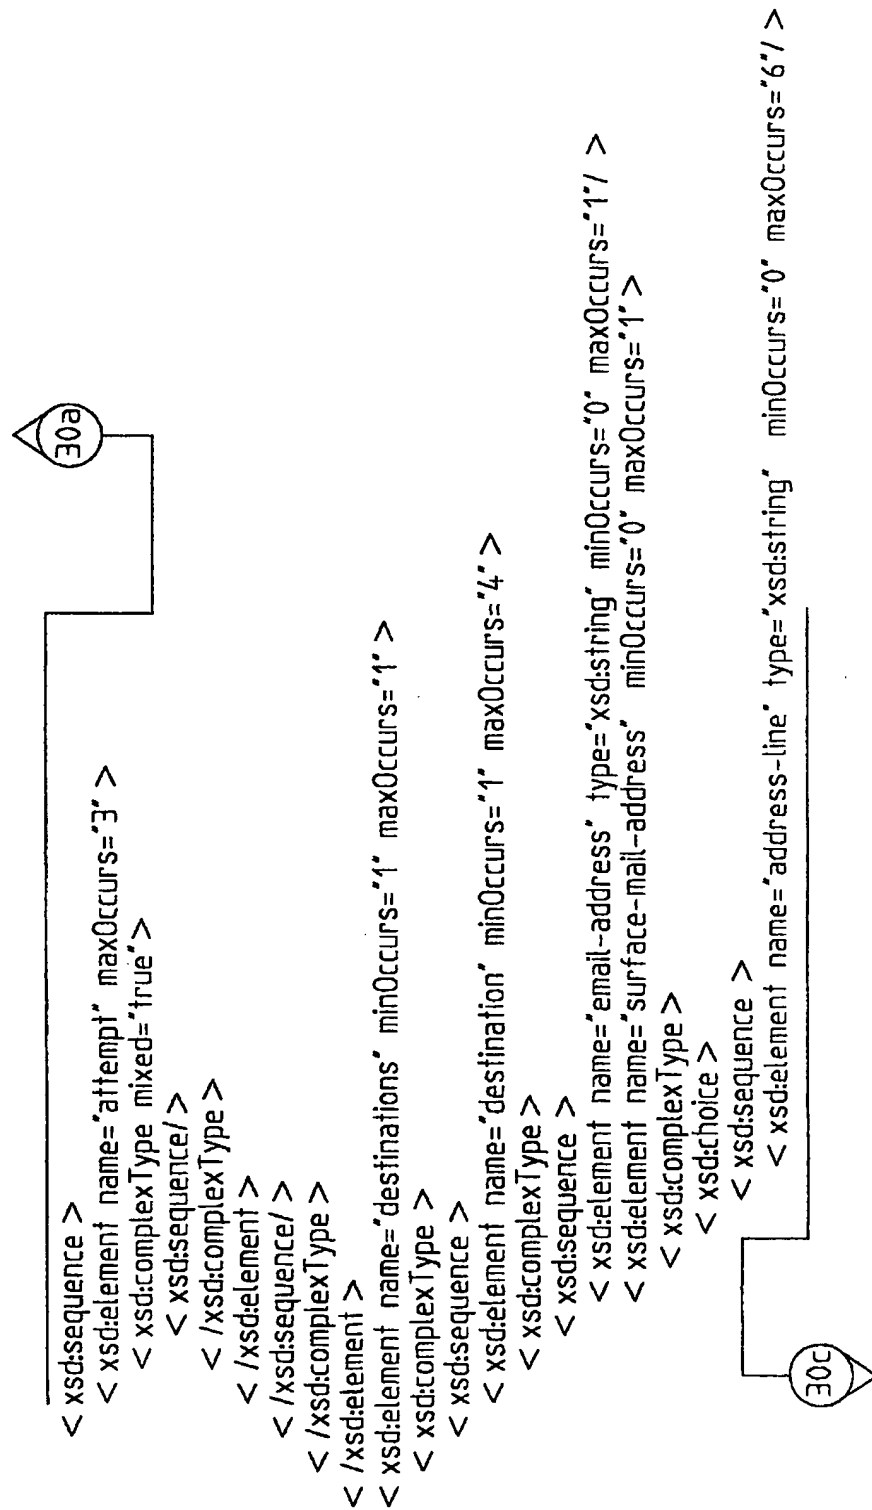 30a
< xsd:sequence >
< xsd:element name="attempt" maxOccurs="3" >
< xsd:complexType mixed="true">
< xsd:sequence/ >
< /xsd:complexType >
< /xsd:element >
< /xsd:sequence/ >
< /xsd:complexType >
< /xsd:element >
< xsd:element name="destinations" minOccurs="1" maxOccurs="1" >
< xsd:complexType >
< xsd:sequence >
< xsd:element name="destination" minOccurs="1" maxOccurs="4" >
< xsd:complexType >
< xsd:sequence >
< xsd:element name="email-address" type="xsd:string" minOccurs="0" maxOccurs="1"/ >
< xsd:element name="surface-mail-address" minOccurs="0" maxOccurs="1" >
< xsd:complexType >
< xsd:choice >
< xsd:sequence >
< xsd:element name="address-line" type="xsd:string" minOccurs="0" maxOccurs="6"/ >
30c